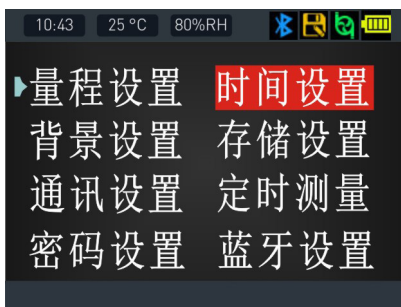 10:43 25 °C 80%RH
量程设置 时间设置
背景设置 存储设置
通讯设置 定时测量
密码设置 蓝牙设置